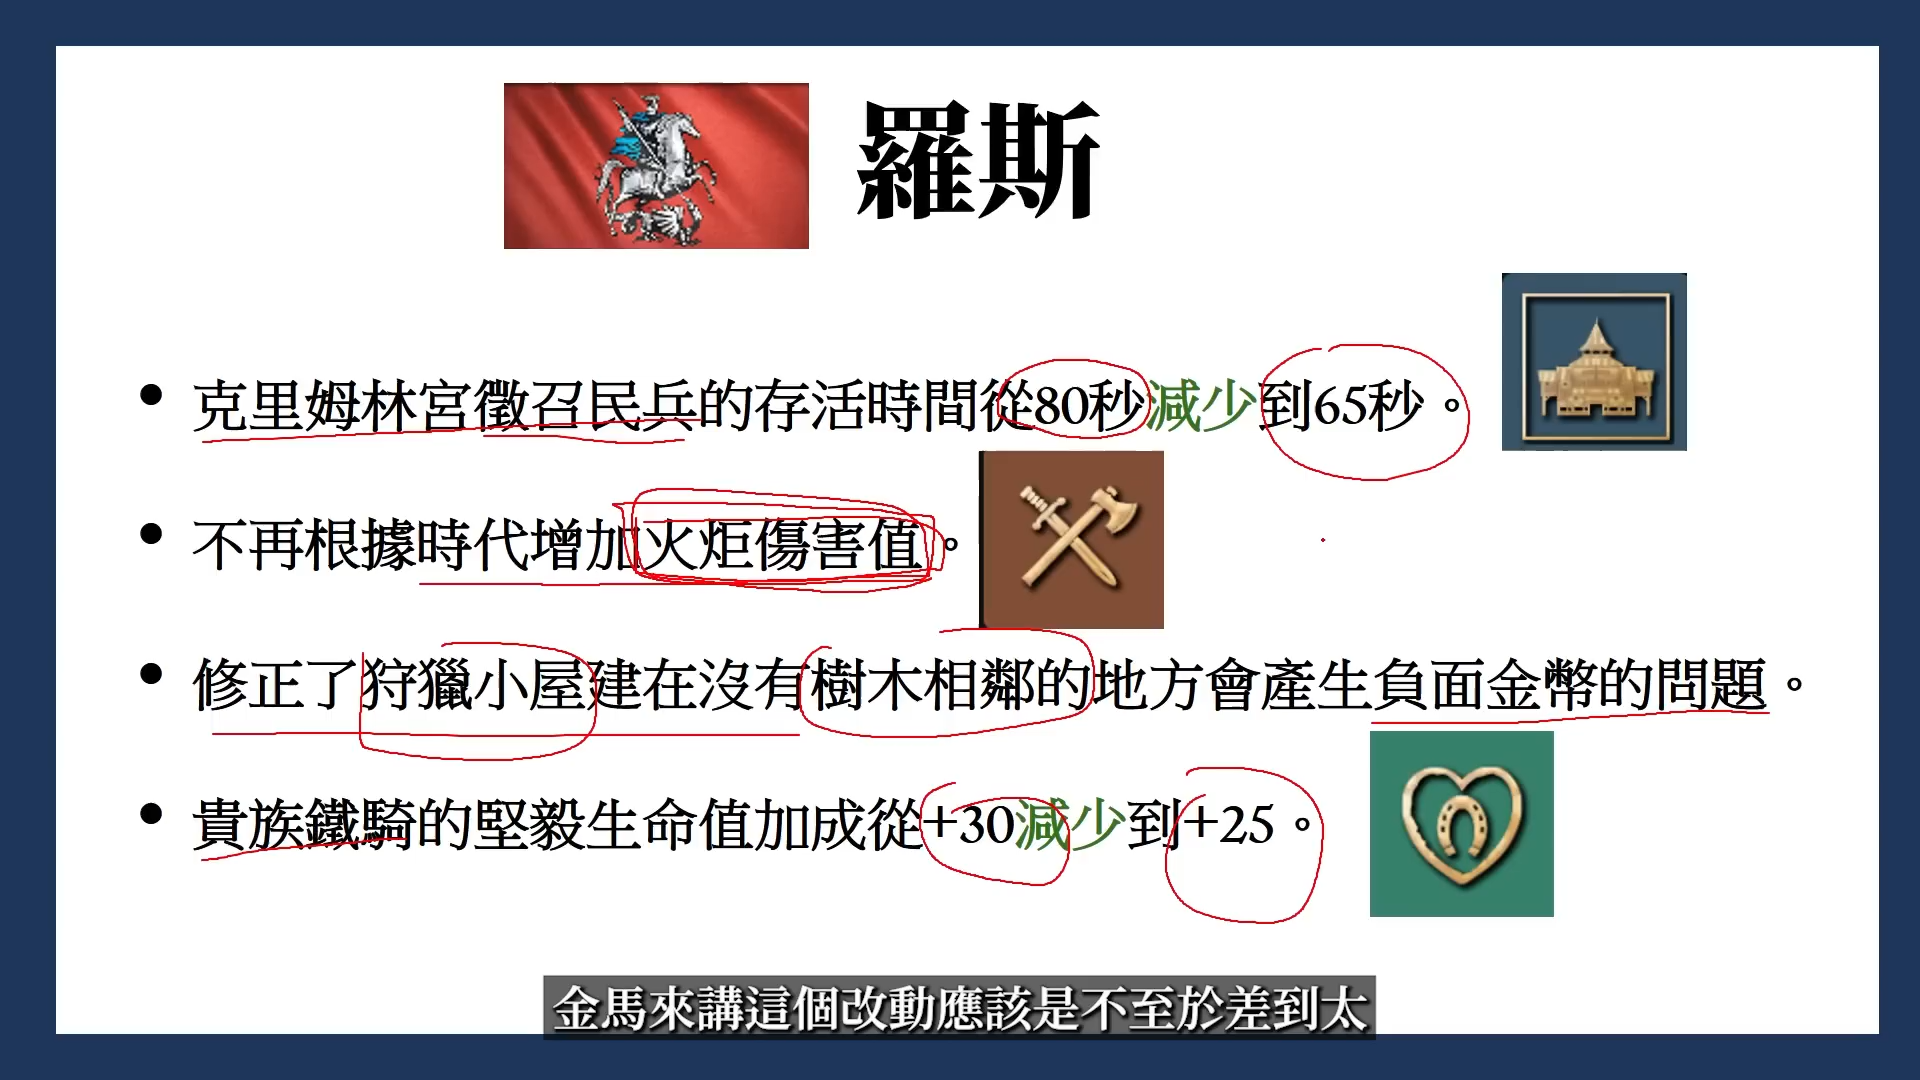 羅斯
克里姆林宮徵召民兵的存活時間從80秒減少到65秒。
不再根據時代增加火炬傷害值。
修正了狩獵小屋建在沒有樹木相鄰的地方會產生負面金幣的問題。
貴族鐵騎的堅毅生命值加成從+30減少到+25。
金馬來講這個改動應該是不至於差到太